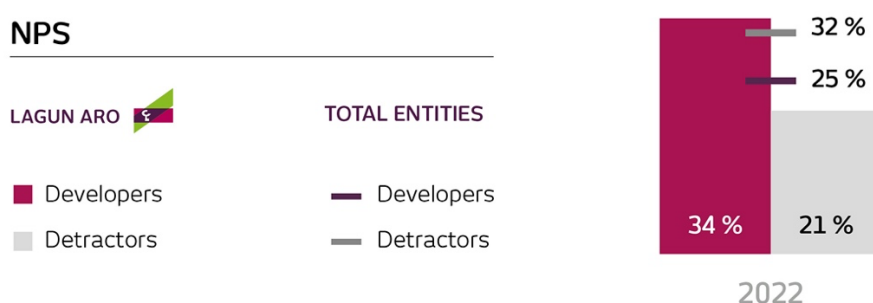 NPS
LAGUN ARO
TOTAL ENTITIES
Developers
Detractors
Developers
Detractors
32 %
25 %
34 %
21 %
2022